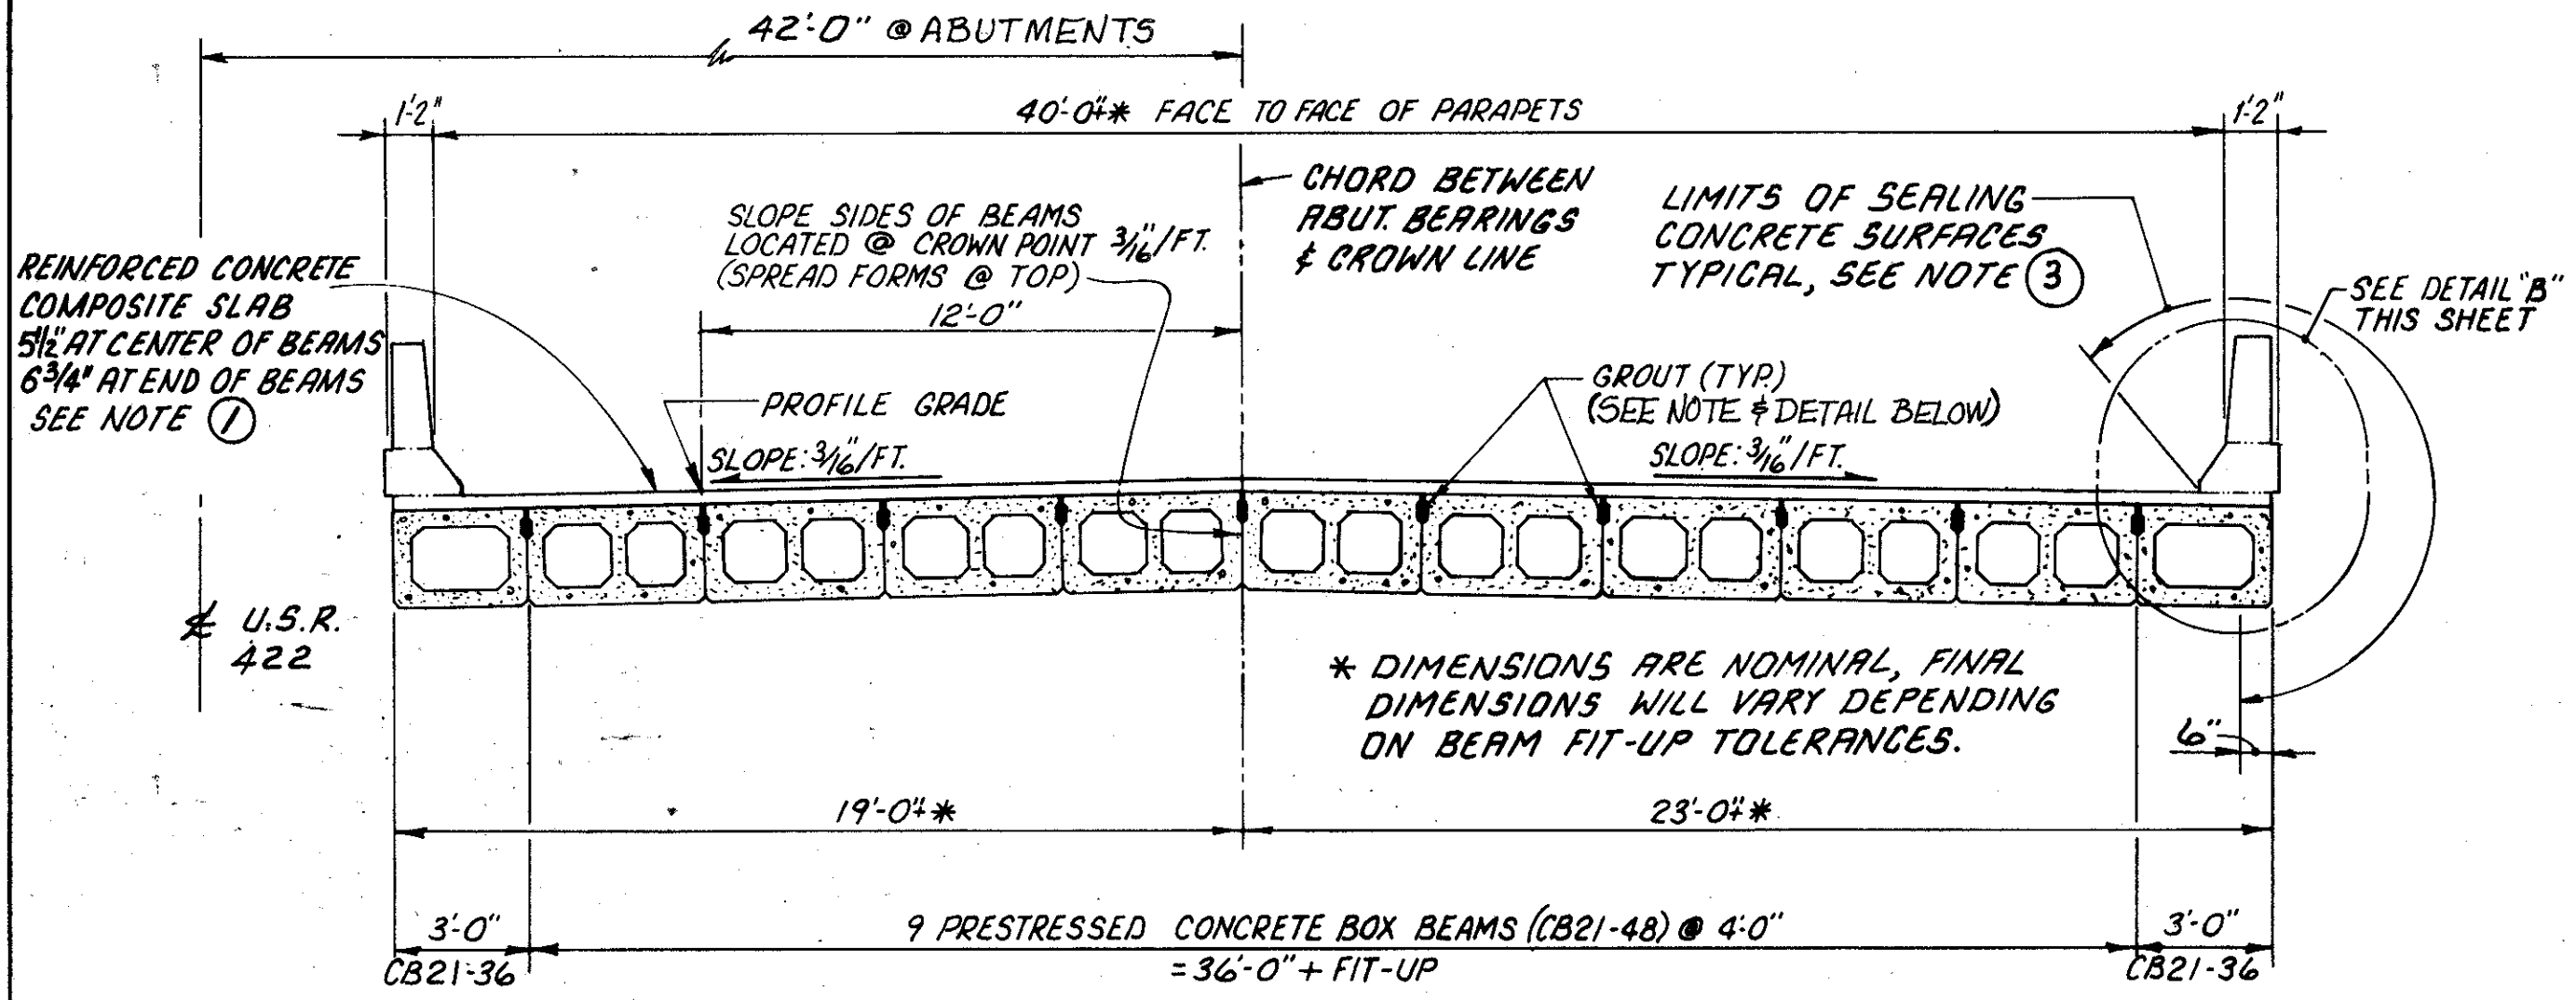 42'-0" @ ABUTMENTS
1'-2"
40'-0"+* FACE TO FACE OF PARAPETS
1'-2"
CHORD BETWEEN
ABUT. BEARINGS
& CROWN LINE
LIMITS OF SEALING
CONCRETE SURFACES
TYPICAL, SEE NOTE 3
SLOPE SIDES OF BEAMS
LOCATED @ CROWN POINT 3/16"/FT.
(SPREAD FORMS @ TOP)
REINFORCED CONCRETE
COMPOSITE SLAB
5 1/2" AT CENTER OF BEAMS
6 3/4" AT END OF BEAMS
SEE NOTE 1
SEE DETAIL "B"
THIS SHEET
12'-0"
PROFILE GRADE
GROUT (TYP.)
(SEE NOTE & DETAIL BELOW)
SLOPE: 3/16"/FT.
SLOPE: 3/16"/FT.
℄ U.S.R.
422
* DIMENSIONS ARE NOMINAL, FINAL
DIMENSIONS WILL VARY DEPENDING
ON BEAM FIT-UP TOLERANCES.
6"
19'-0"+*
23'-0"+*
3'-0"
9 PRESTRESSED CONCRETE BOX BEAMS (CB21-48) @ 4'-0"
3'-0"
CB21-36
= 36'-0" + FIT-UP
CB21-36